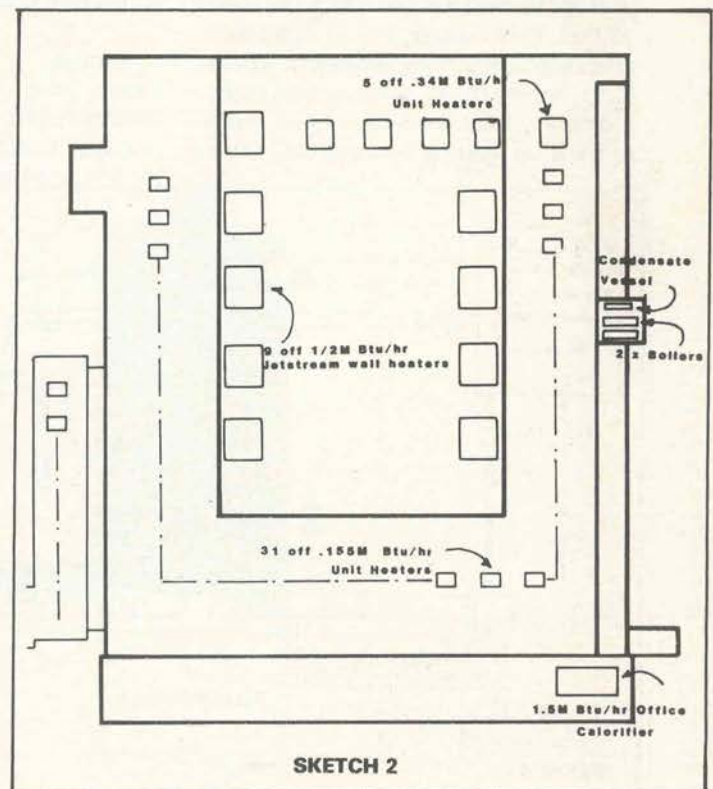 5 off .34M Btu/hr
Unit Heaters
Condensate
Vessel
9 off 1/2M Btu/hr
Jetstream wall heaters
2 x Boilers
31 off .155M Btu/hr
Unit Heaters
1.5M Btu/hr Office
Calorifier
SKETCH 2